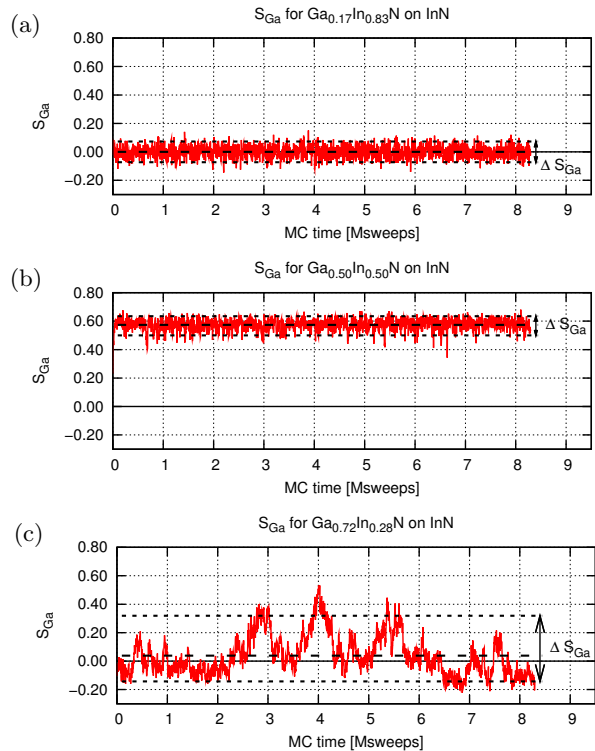 (a)
S_Ga for Ga_0.17In_0.83N on InN
0.80
0.60
0.40
0.20
0.00
−0.20
S_Ga
Δ S_Ga
0 1 2 3 4 5 6 7 8 9
MC time [Msweeps]
(b)
S_Ga for Ga_0.50In_0.50N on InN
0.80
0.60
0.40
0.20
0.00
−0.20
S_Ga
Δ S_Ga
0 1 2 3 4 5 6 7 8 9
MC time [Msweeps]
(c)
S_Ga for Ga_0.72In_0.28N on InN
0.80
0.60
0.40
0.20
0.00
−0.20
S_Ga
Δ S_Ga
0 1 2 3 4 5 6 7 8 9
MC time [Msweeps]